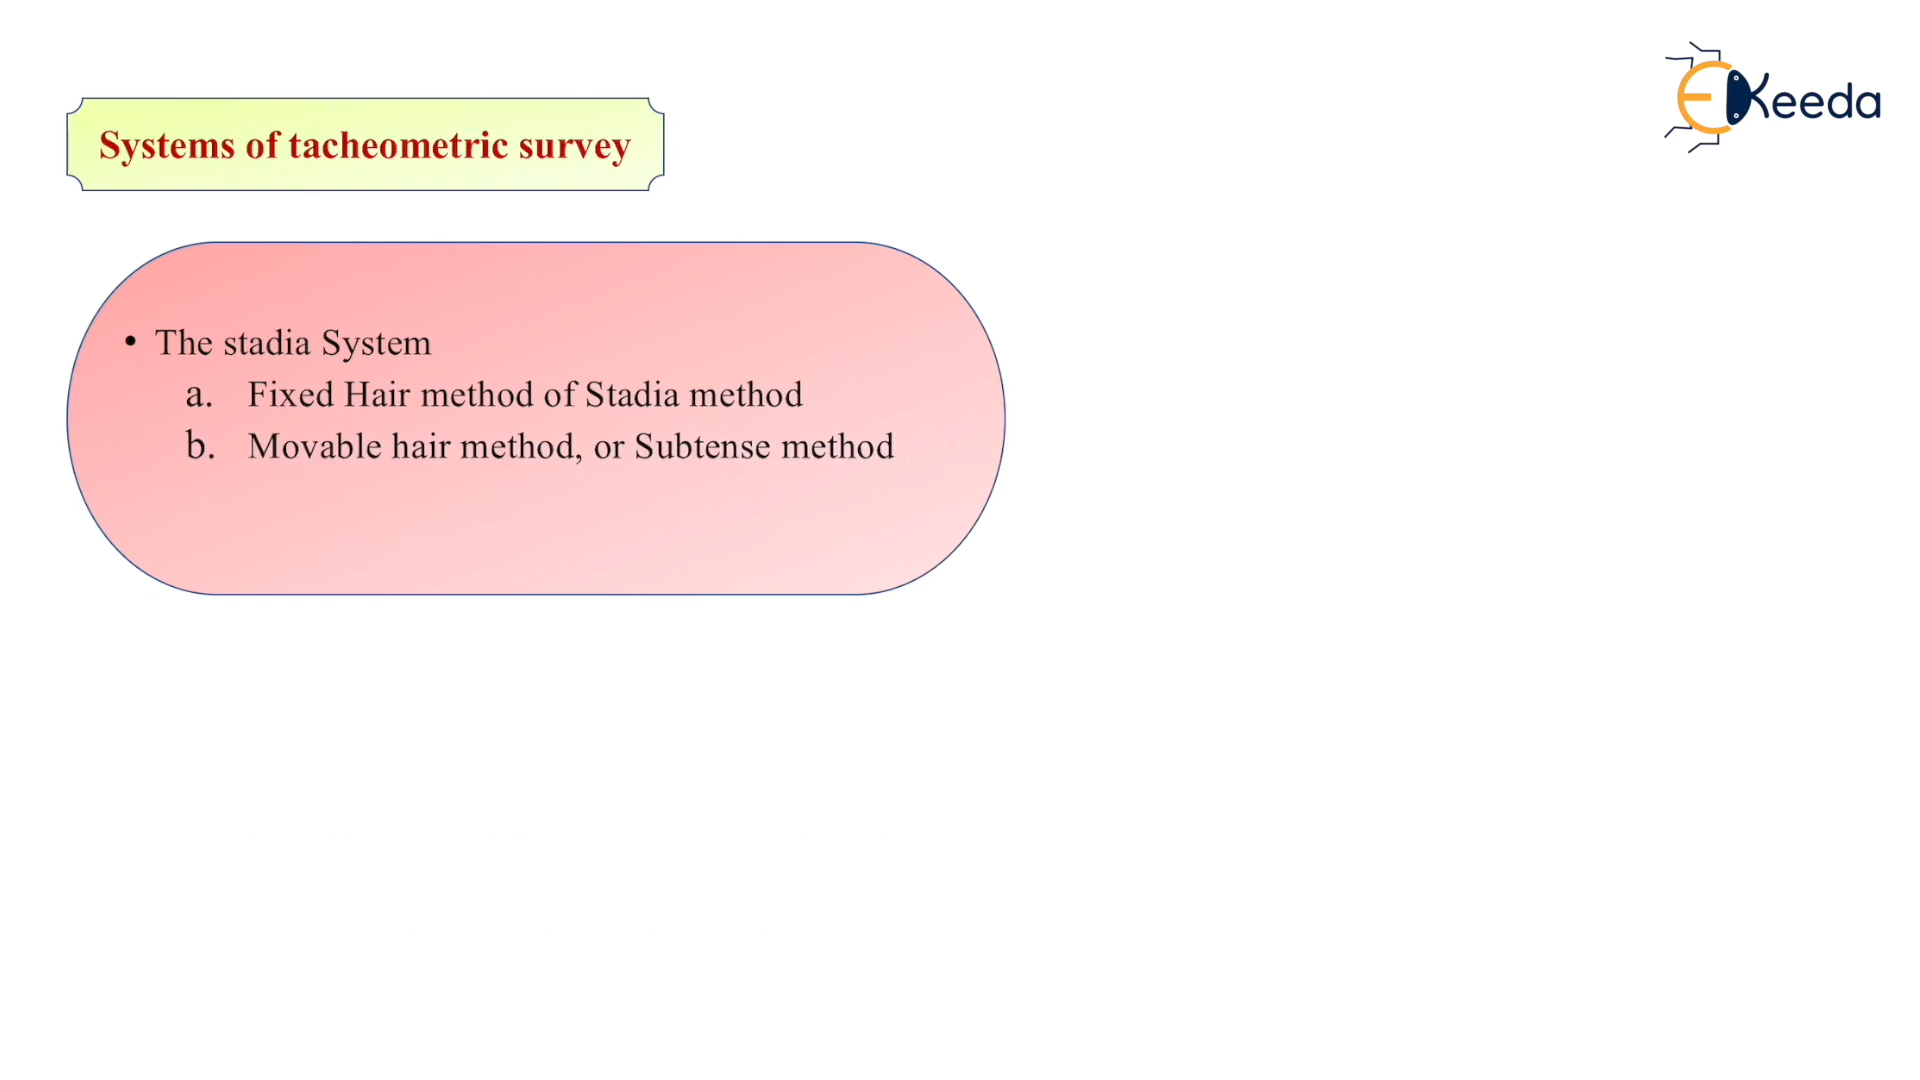 EKeeda
Systems of tacheometric survey
• The stadia System
a. Fixed Hair method of Stadia method
b. Movable hair method, or Subtense method